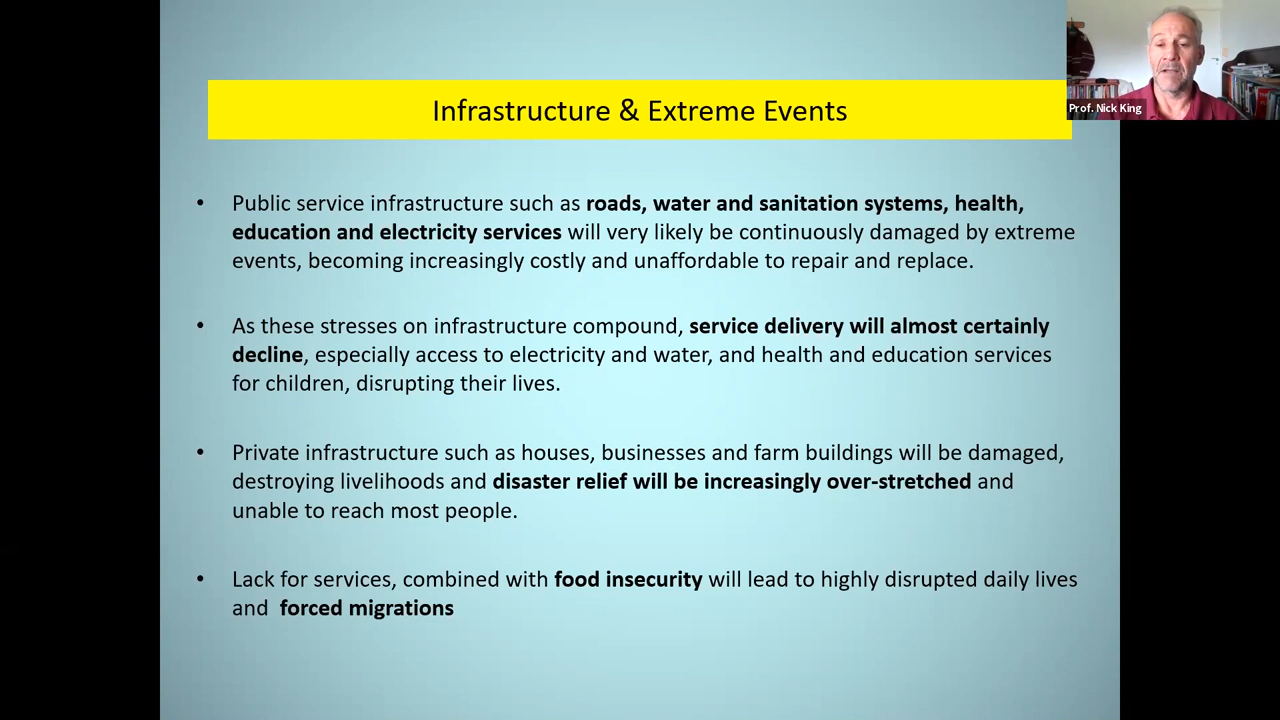 Infrastructure & Extreme Events
Prof. Nick King
• Public service infrastructure such as roads, water and sanitation systems, health,
education and electricity services will very likely be continuously damaged by extreme
events, becoming increasingly costly and unaffordable to repair and replace.
• As these stresses on infrastructure compound, service delivery will almost certainly
decline, especially access to electricity and water, and health and education services
for children, disrupting their lives.
• Private infrastructure such as houses, businesses and farm buildings will be damaged,
destroying livelihoods and disaster relief will be increasingly over-stretched and
unable to reach most people.
• Lack for services, combined with food insecurity will lead to highly disrupted daily lives
and forced migrations